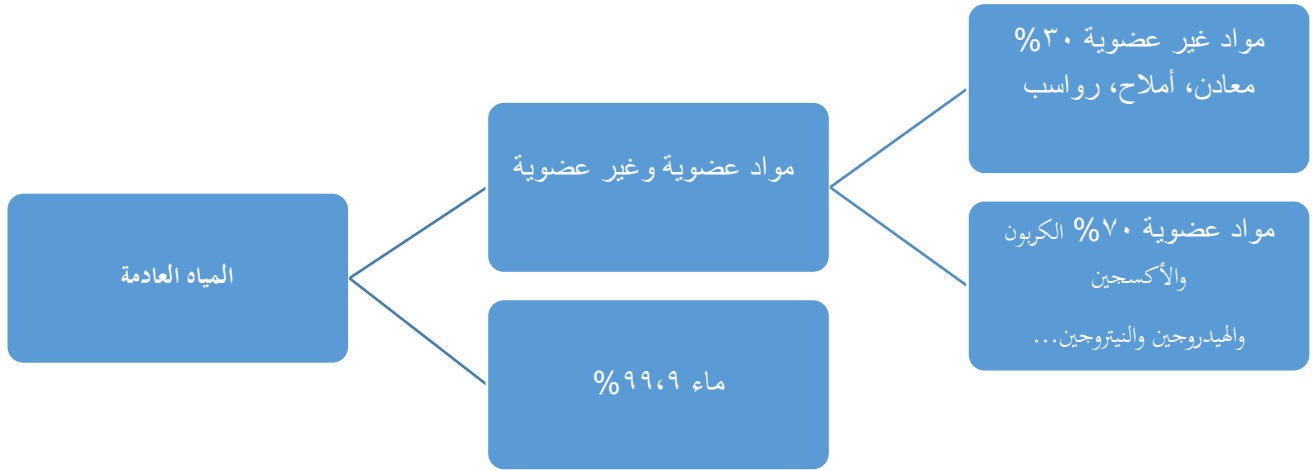 المياه العادمة
مواد عضوية وغير عضوية
مواد غير عضوية ٣٠%
معادن، أملاح، رواسب
مواد عضوية ٧٠% الكربون
والأكسجين
والهيدروجين والنيتروجين...
ماء ٩٩،٩%